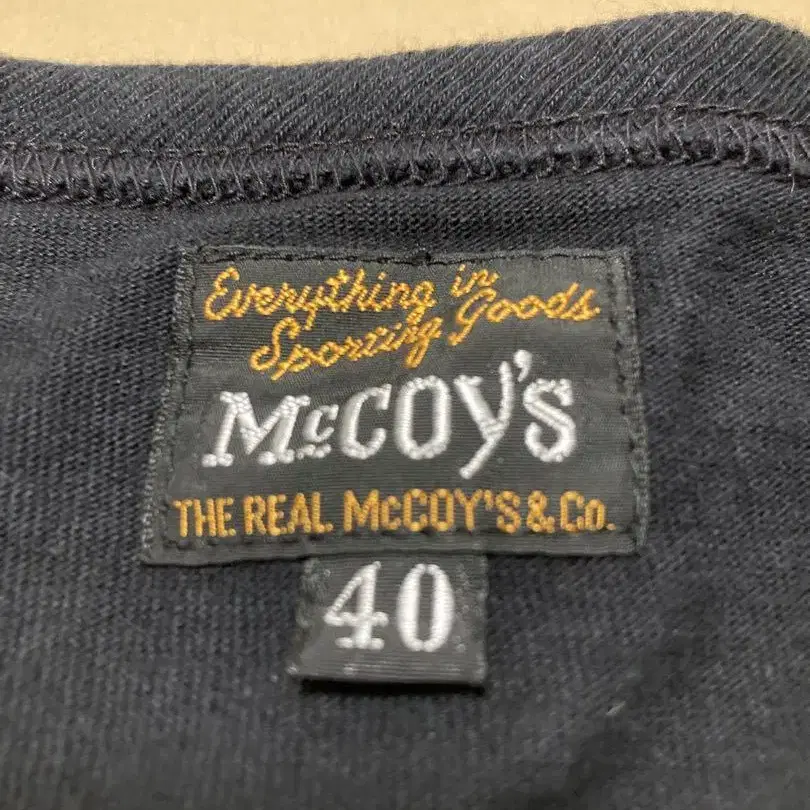 Everything in
Sporting Goods
McCOY'S
THE REAL McCOY'S & Co.
40